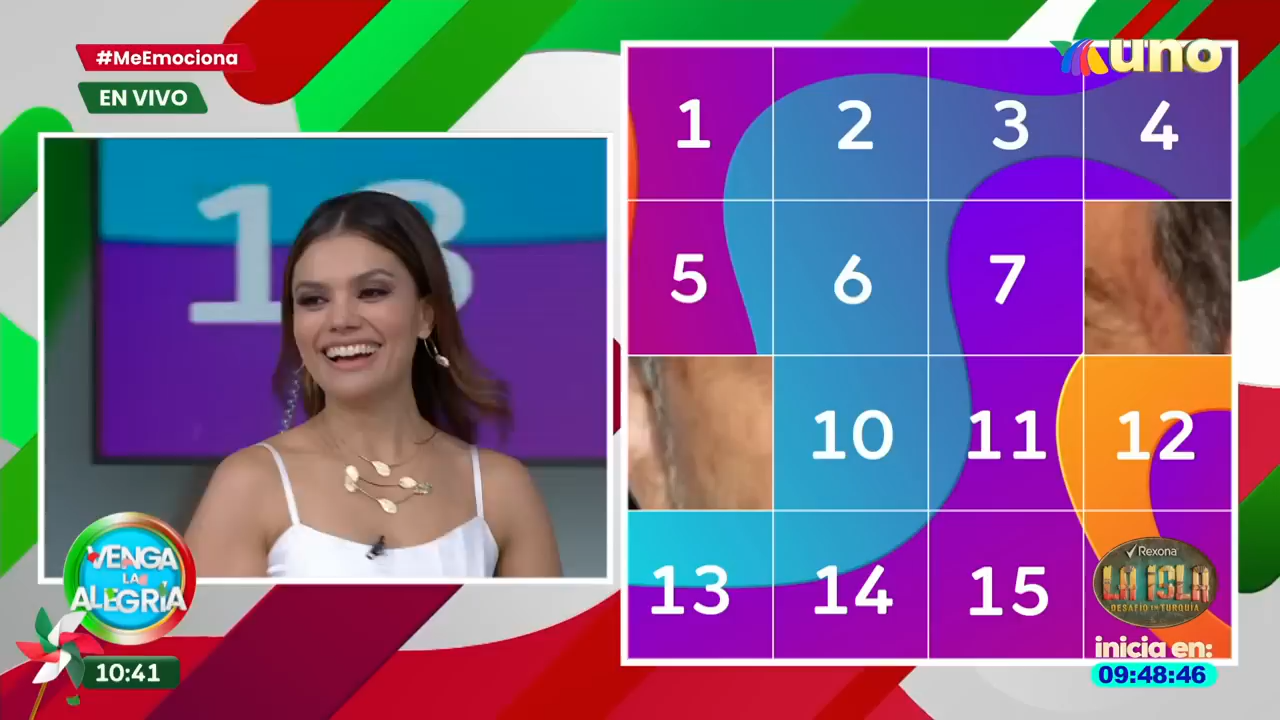 #MeEmociona
EN VIVO
UNO
1 2 3 4
5 6 7
10 11 12
13 14 15
13
VENGA
LA
ALEGRÍA
10:41
Rexona
LA ISLA
DESAFÍO EN TURQUÍA
inicia en:
09:48:46